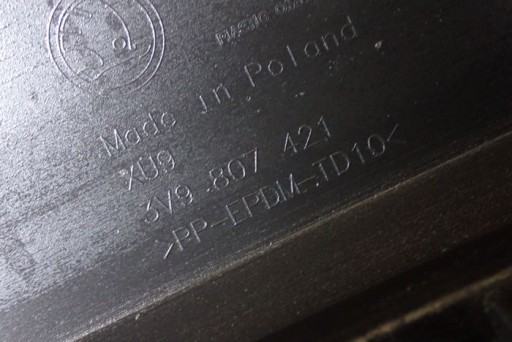 Made in Poland
XU9
3V9 807 421
>PP-EPDM-TD10<